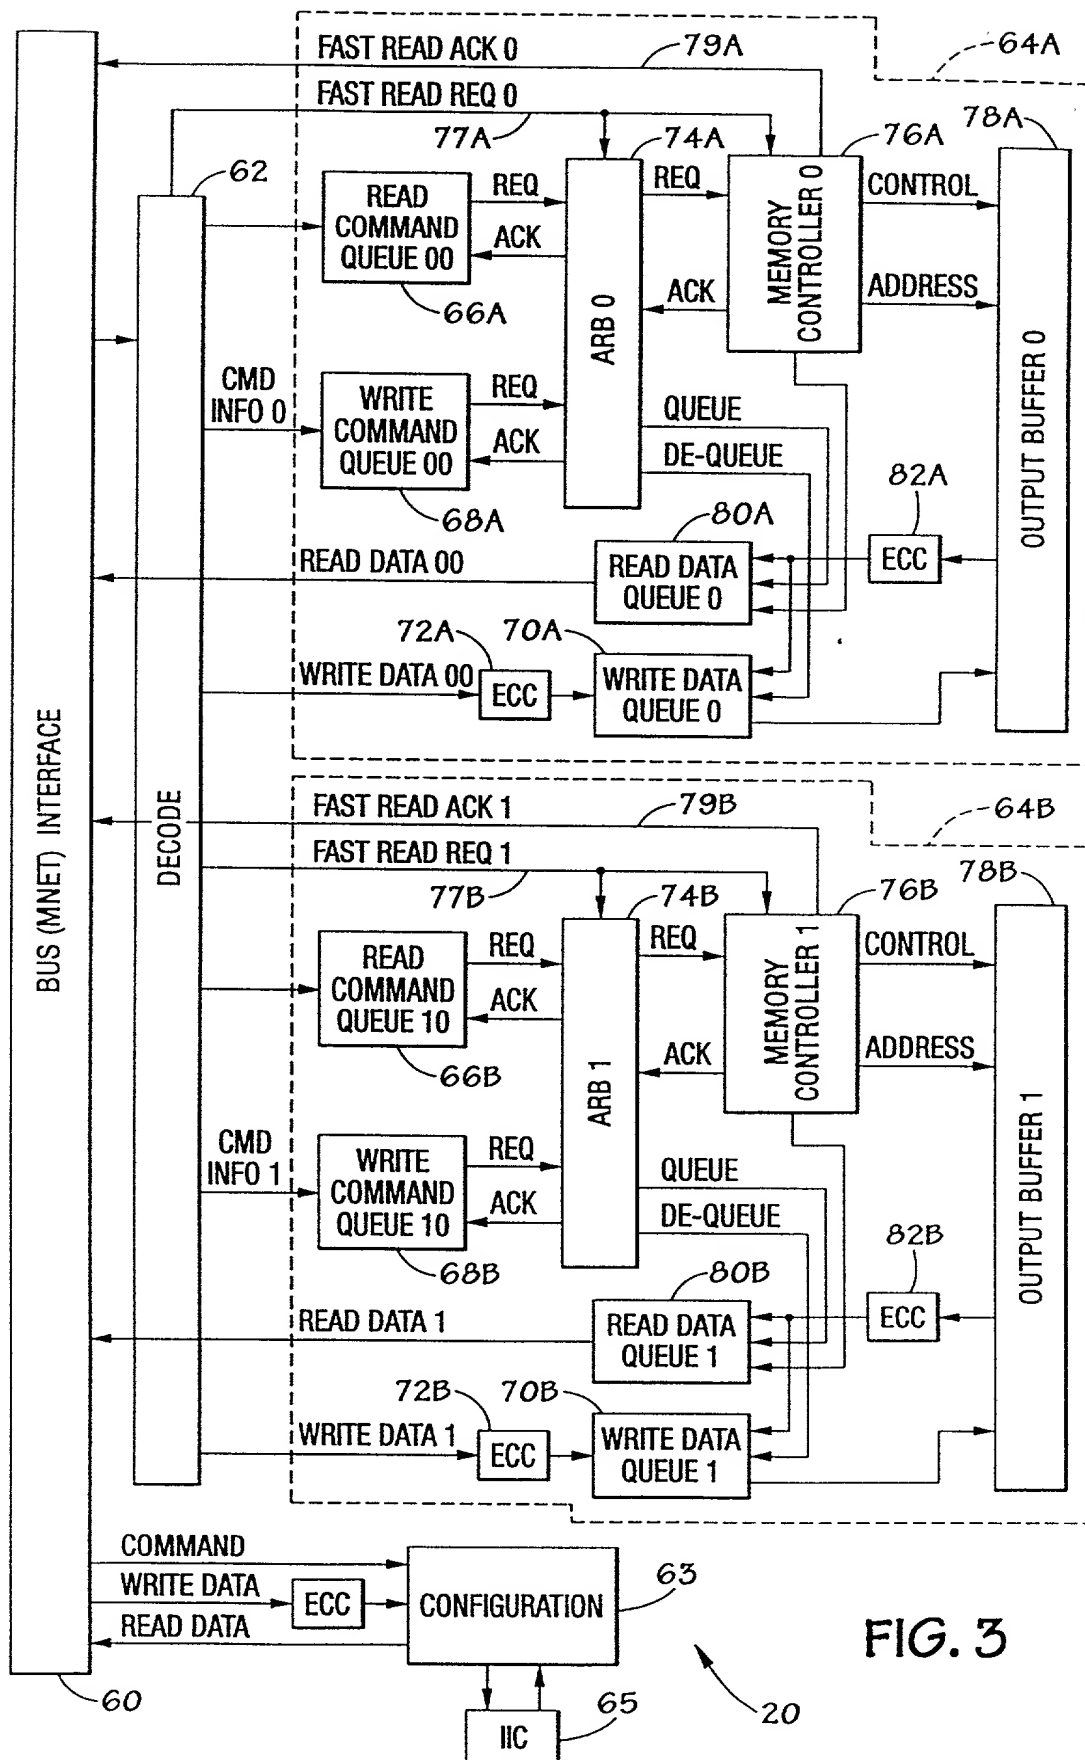 FAST READ ACK 0
79A
64A
FAST READ REQ 0
77A
74A
76A
78A
62
READ
COMMAND
QUEUE 00
REQ
ACK
66A
ARB 0
REQ
ACK
MEMORY
CONTROLLER 0
CONTROL
ADDRESS
OUTPUT BUFFER 0
CMD
INFO 0
WRITE
COMMAND
QUEUE 00
REQ
ACK
68A
QUEUE
DE-QUEUE
82A
80A
ECC
READ DATA 00
READ DATA
QUEUE 0
72A
70A
WRITE DATA 00
ECC
WRITE DATA
QUEUE 0
BUS (MNET) INTERFACE
DECODE
FAST READ ACK 1
79B
64B
FAST READ REQ 1
77B
74B
76B
78B
READ
COMMAND
QUEUE 10
REQ
ACK
66B
ARB 1
REQ
ACK
MEMORY
CONTROLLER 1
CONTROL
ADDRESS
OUTPUT BUFFER 1
CMD
INFO 1
WRITE
COMMAND
QUEUE 10
REQ
ACK
68B
QUEUE
DE-QUEUE
82B
80B
ECC
READ DATA 1
READ DATA
QUEUE 1
72B
70B
WRITE DATA 1
ECC
WRITE DATA
QUEUE 1
COMMAND
WRITE DATA
ECC
READ DATA
CONFIGURATION
63
FIG. 3
60
IIC
65
20